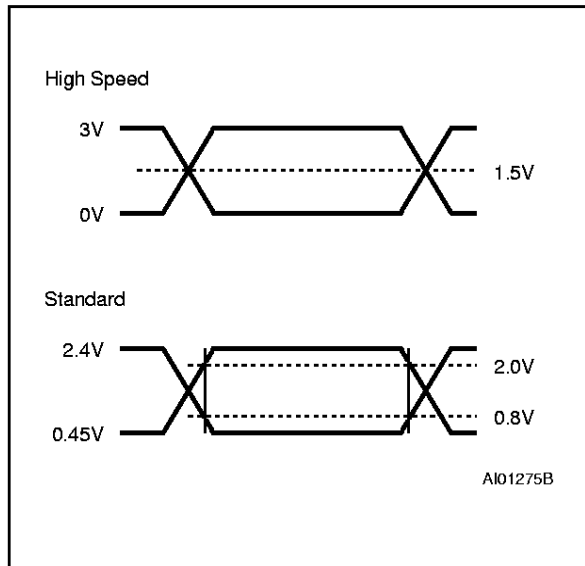 High Speed
3V
1.5V
0V
Standard
2.4V
2.0V
0.8V
0.45V
AI01275B